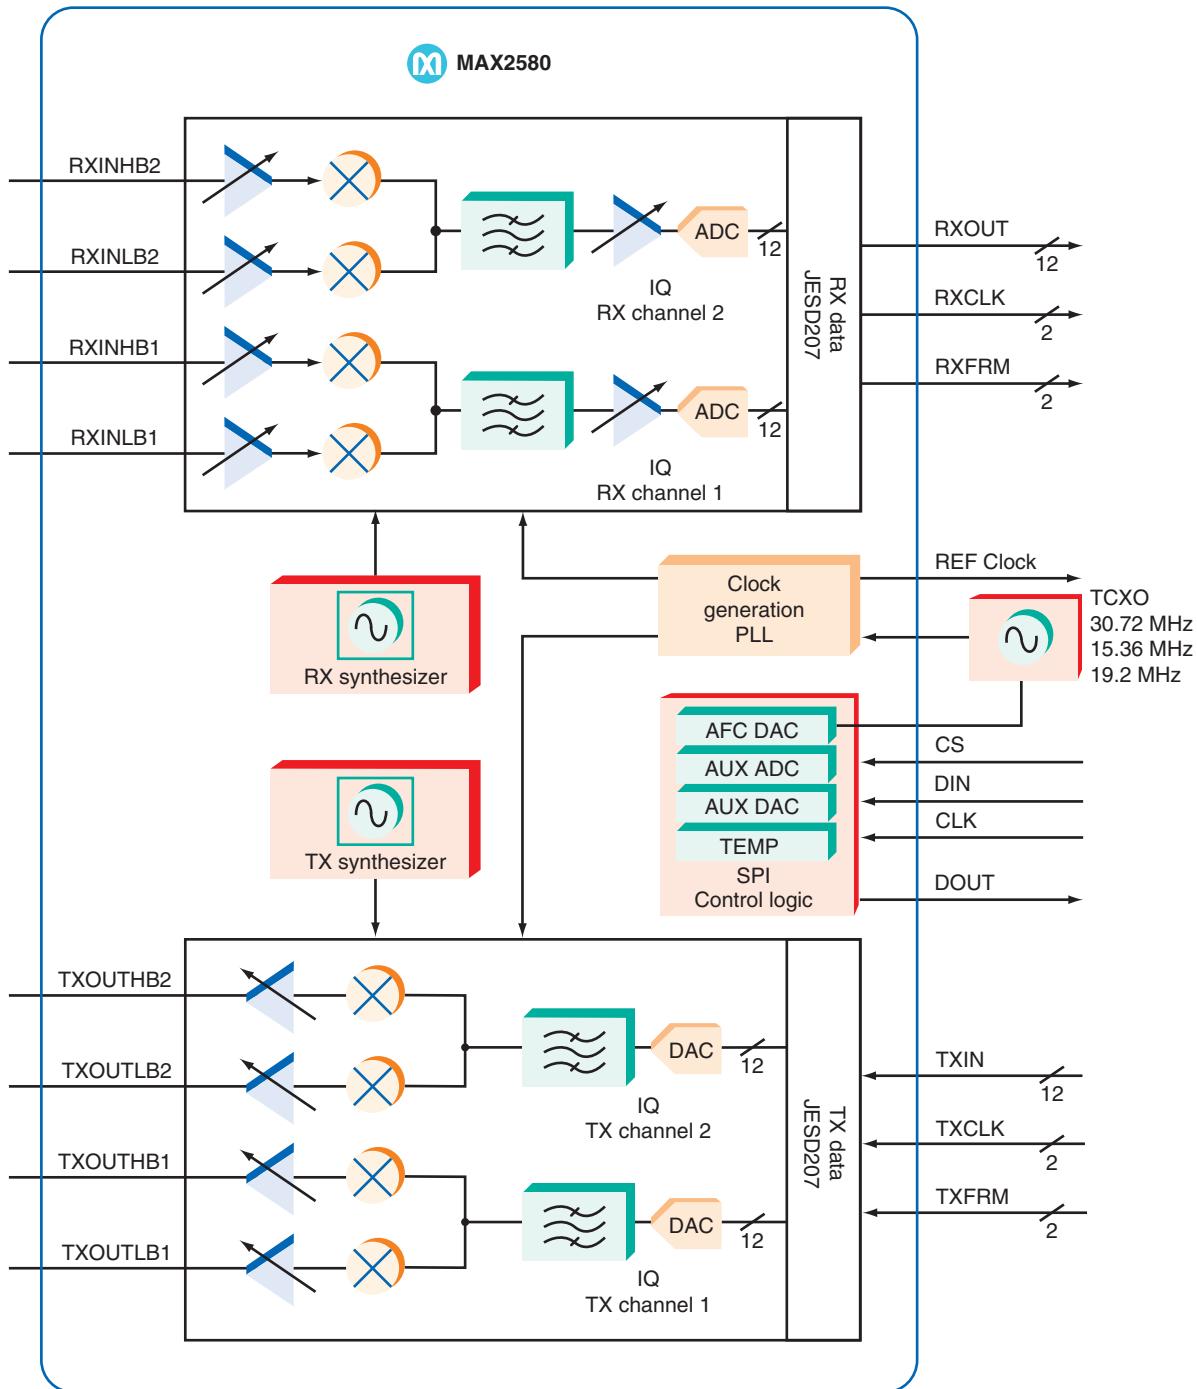 MAX2580
RXINHB2
RXINLB2
RXINHB1
RXINLB1
ADC
12
IQ
RX channel 2
ADC
12
IQ
RX channel 1
RX data
JESD207
RXOUT
12
RXCLK
2
RXFRM
2
RX synthesizer
Clock
generation
PLL
REF Clock
TCXO
30.72 MHz
15.36 MHz
19.2 MHz
TX synthesizer
AFC DAC
AUX ADC
AUX DAC
TEMP
SPI
Control logic
CS
DIN
CLK
DOUT
TXOUTHB2
TXOUTLB2
TXOUTHB1
TXOUTLB1
DAC
12
IQ
TX channel 2
DAC
12
IQ
TX channel 1
TX data
JESD207
TXIN
12
TXCLK
2
TXFRM
2